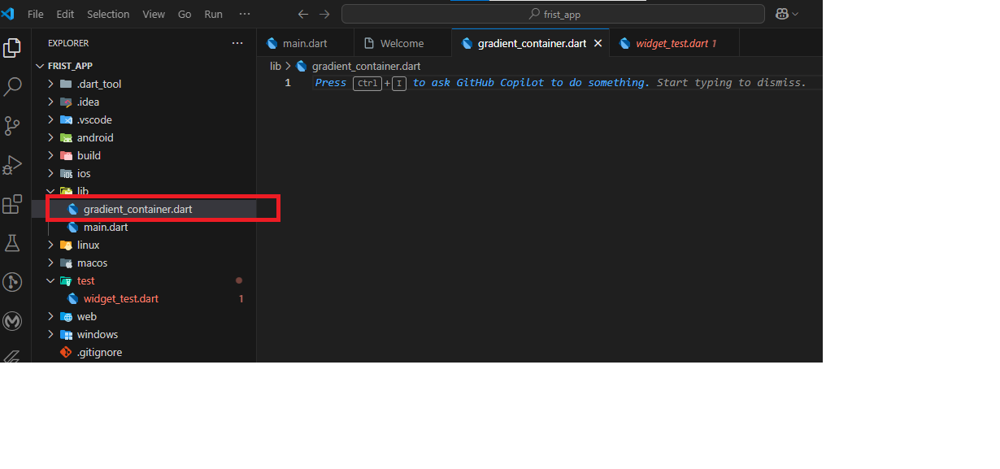 File Edit Selection View Go Run ··· frist_app
EXPLORER ···
main.dart Welcome gradient_container.dart widget_test.dart 1
lib > gradient_container.dart
1 Press Ctrl + I to ask GitHub Copilot to do something. Start typing to dismiss.
FRIST_APP
.dart_tool
.idea
.vscode
android
build
ios
lib
gradient_container.dart
main.dart
linux
macos
test
widget_test.dart 1
web
windows
.gitignore